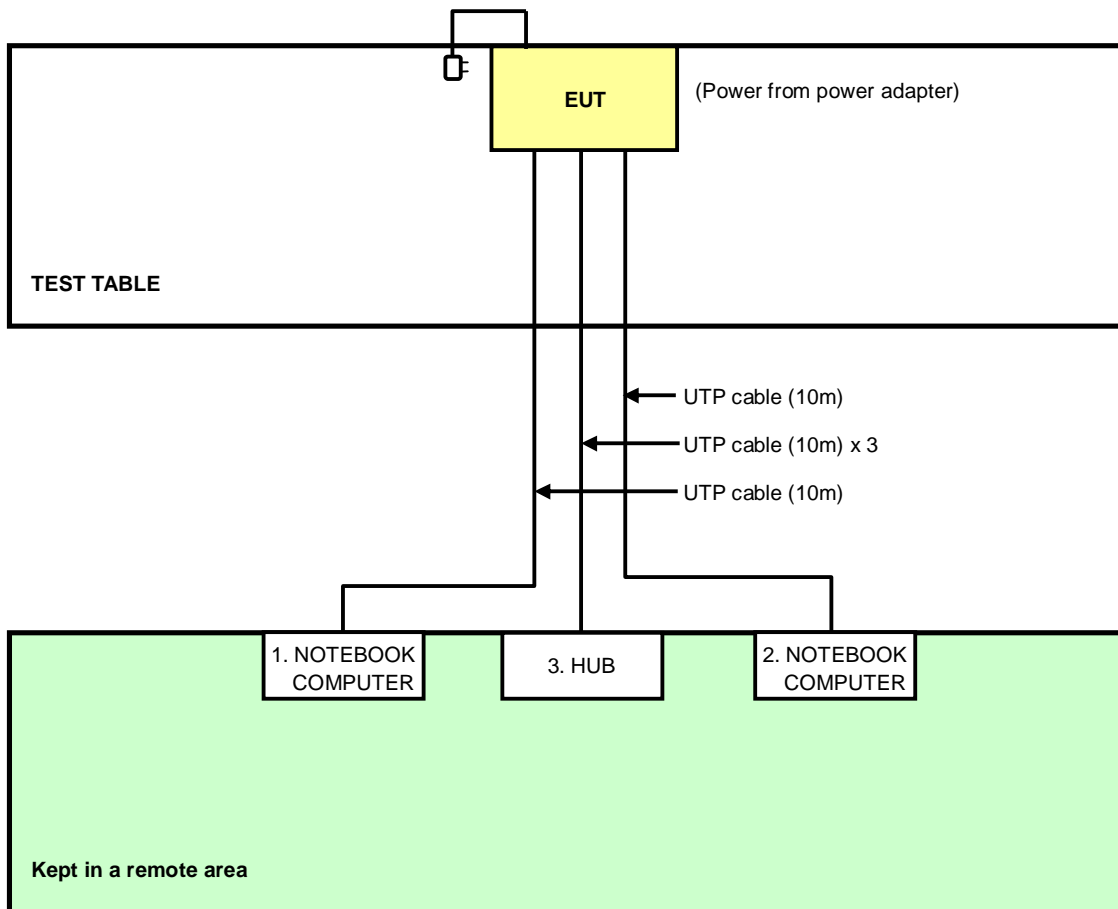 EUT
(Power from power adapter)
TEST TABLE
UTP cable (10m)
UTP cable (10m) x 3
UTP cable (10m)
1. NOTEBOOK
COMPUTER
3. HUB
2. NOTEBOOK
COMPUTER
Kept in a remote area